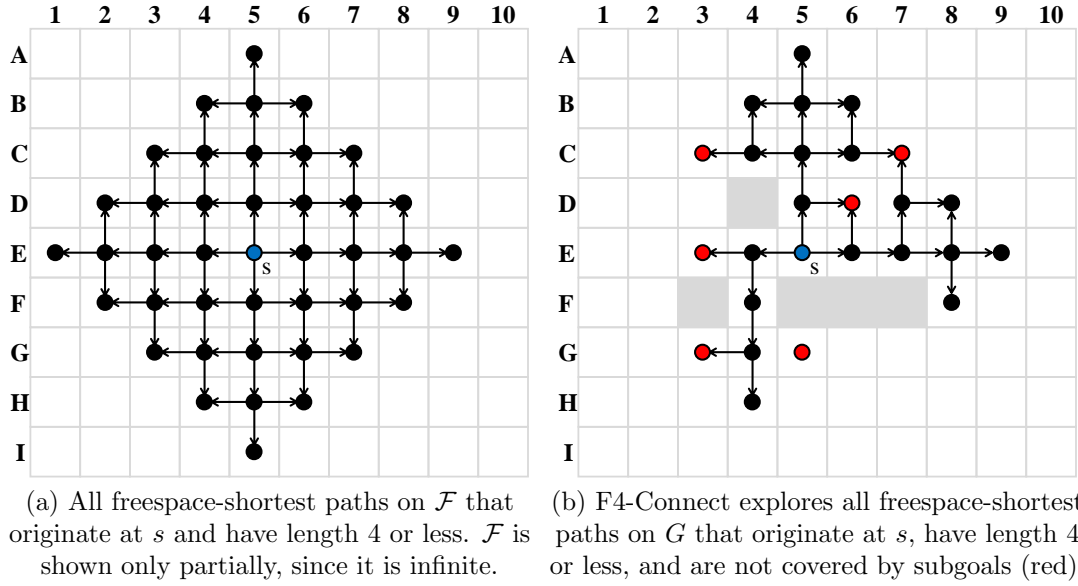 1 2 3 4 5 6 7 8 9 10
A
B
C
D
E
F
G
H
I
s
1 2 3 4 5 6 7 8 9 10
A
B
C
D
E
F
G
H
I
s
(a) All freespace-shortest paths on ℱ that
originate at s and have length 4 or less. ℱ is
shown only partially, since it is infinite.
(b) F4-Connect explores all freespace-shortest
paths on G that originate at s, have length 4
or less, and are not covered by subgoals (red)